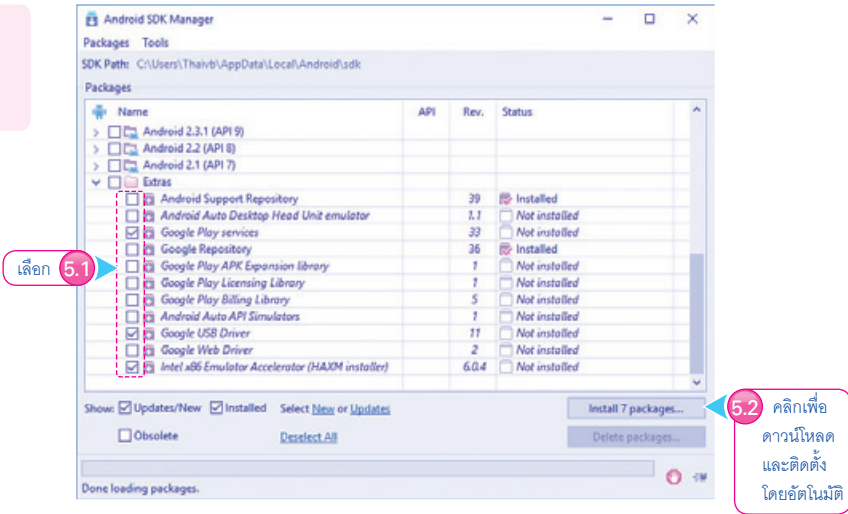 Android SDK Manager
Packages Tools
SDK Path: C:\Users\Thaivb\AppData\Local\Android\sdk
Packages
Name API Rev. Status
Android 2.3.1 (API 9)
Android 2.2 (API 8)
Android 2.1 (API 7)
Extras
Android Support Repository 39 Installed
Android Auto Desktop Head Unit emulator 1.1 Not installed
Google Play services 33 Not installed
Google Repository 36 Installed
Google Play APK Expansion library 1 Not installed
Google Play Licensing Library 1 Not installed
Google Play Billing Library 5 Not installed
Android Auto API Simulators 1 Not installed
Google USB Driver 11 Not installed
Google Web Driver 2 Not installed
Intel x86 Emulator Accelerator (HAXM installer) 6.0.4 Not installed
เลือก 5.1
Show: Updates/New Installed Select New or Updates Install 7 packages...
Obsolete Deselect All Delete packages...
Done loading packages.
5.2 คลิกเพื่อ
ดาวน์โหลด
และติดตั้ง
โดยอัตโนมัติ